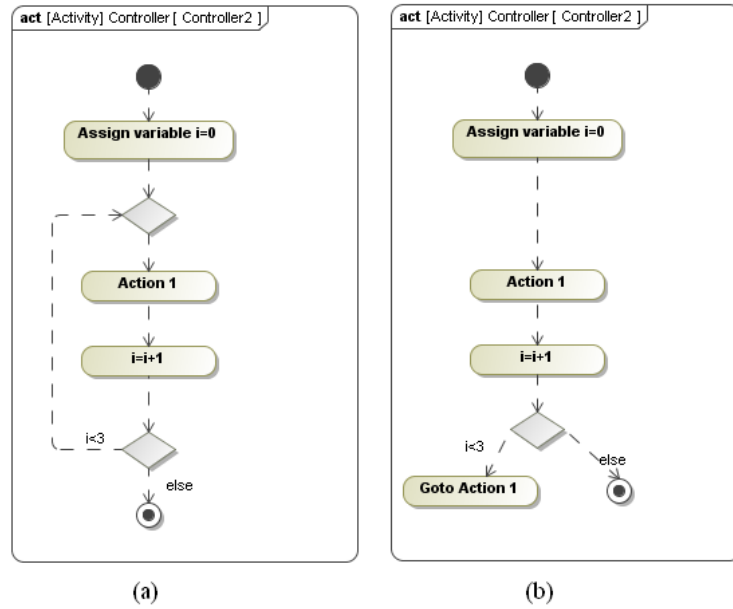 act [Activity] Controller [ Controller2 ]
Assign variable i=0
Action 1
i=i+1
i<3
else
(a)
act [Activity] Controller [ Controller2 ]
Assign variable i=0
Action 1
i=i+1
i<3
else
Goto Action 1
(b)